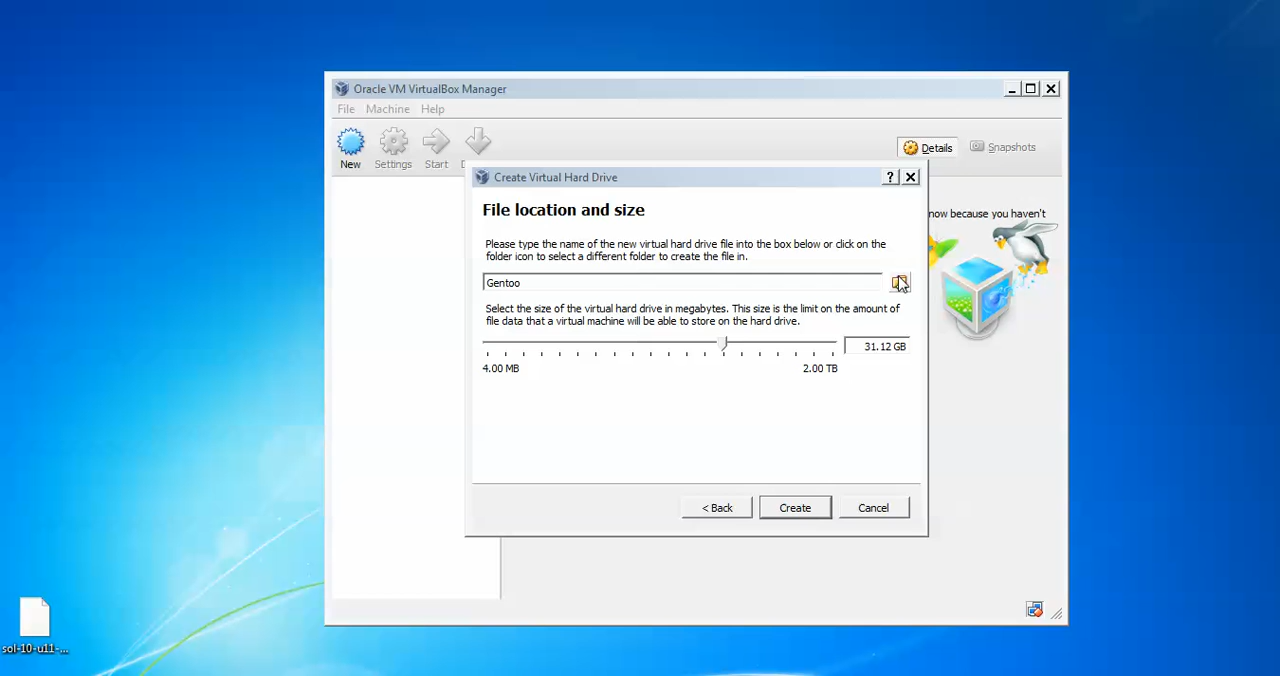 Oracle VM VirtualBox Manager
File Machine Help
New Settings Start
Details Snapshots
Create Virtual Hard Drive
?
File location and size
now because you haven't
Please type the name of the new virtual hard drive file into the box below or click on the
folder icon to select a different folder to create the file in.
Gentoo
Select the size of the virtual hard drive in megabytes. This size is the limit on the amount of
file data that a virtual machine will be able to store on the hard drive.
31.12 GB
4.00 MB 2.00 TB
< Back Create Cancel
sol-10-u11-...